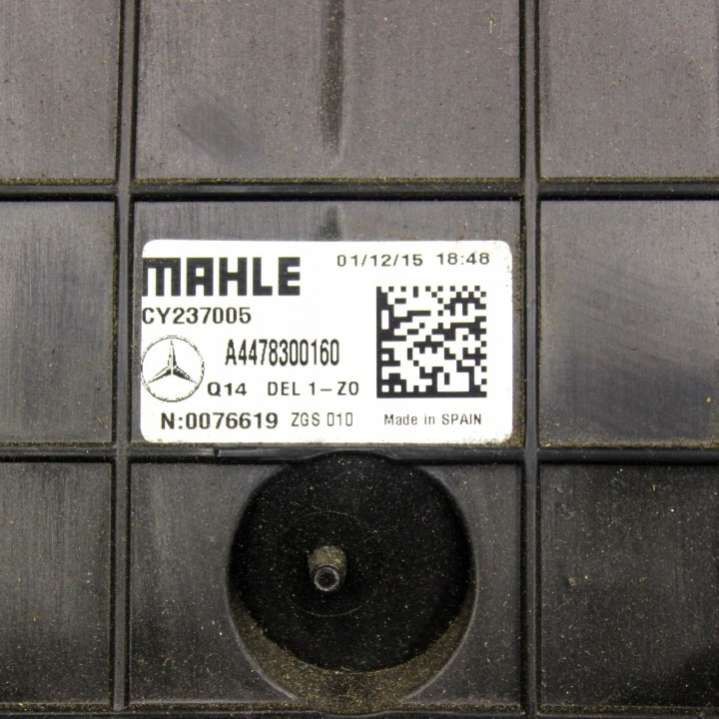 MAHLE 01/12/15 18:48
CY237005
A4478300160
Q14 DEL 1-Z0
N:0076619 ZGS 010 Made in SPAIN